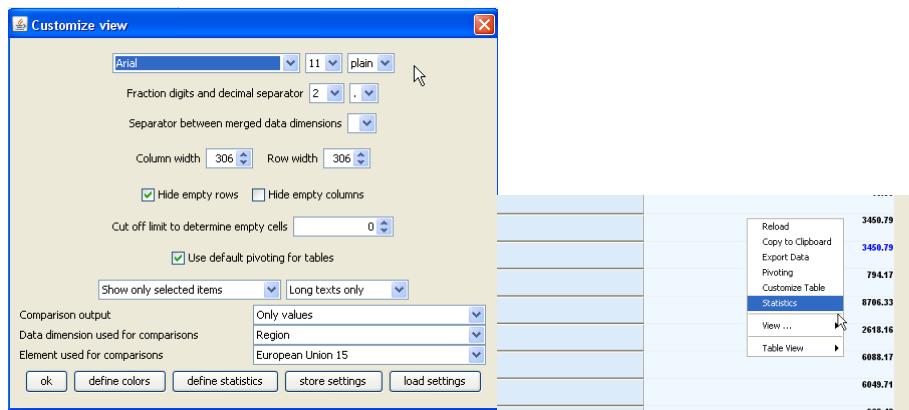 Customize view
Arial 11 plain
Fraction digits and decimal separator 2 .
Separator between merged data dimensions
Column width 306 Row width 306
Hide empty rows Hide empty columns
Cut off limit to determine empty cells 0
Use default pivoting for tables
Show only selected items Long texts only
Comparison output Only values
Data dimension used for comparisons Region
Element used for comparisons European Union 15
ok define colors define statistics store settings load settings
Reload
Copy to Clipboard
Export Data
Pivoting
Customize Table
Statistics
View ...
Table View
3450.79
3450.79
794.17
8706.33
2618.16
6088.17
6049.71